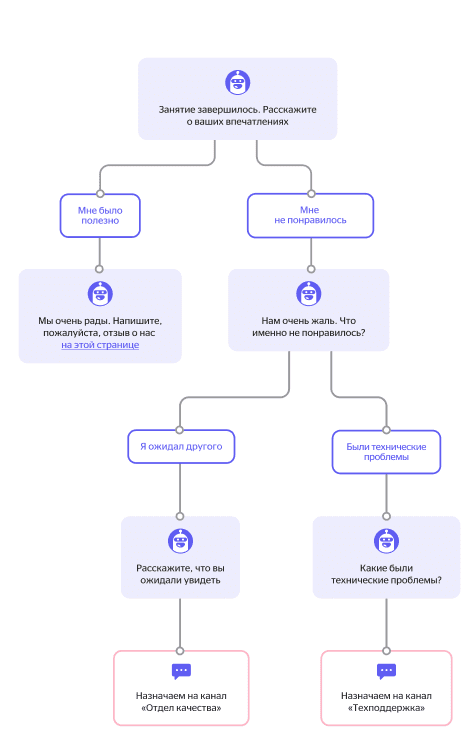 Занятие завершилось. Расскажите
о ваших впечатлениях
Мне было
полезно
Мне
не понравилось
Мы очень рады. Напишите,
пожалуйста, отзыв о нас
на этой странице
Нам очень жаль. Что
именно не понравилось?
Я ожидал другого
Были технические
проблемы
Расскажите, что вы
ожидали увидеть
Какие были
технические проблемы?
Назначаем на канал
«Отдел качества»
Назначаем на канал
«Техподдержка»